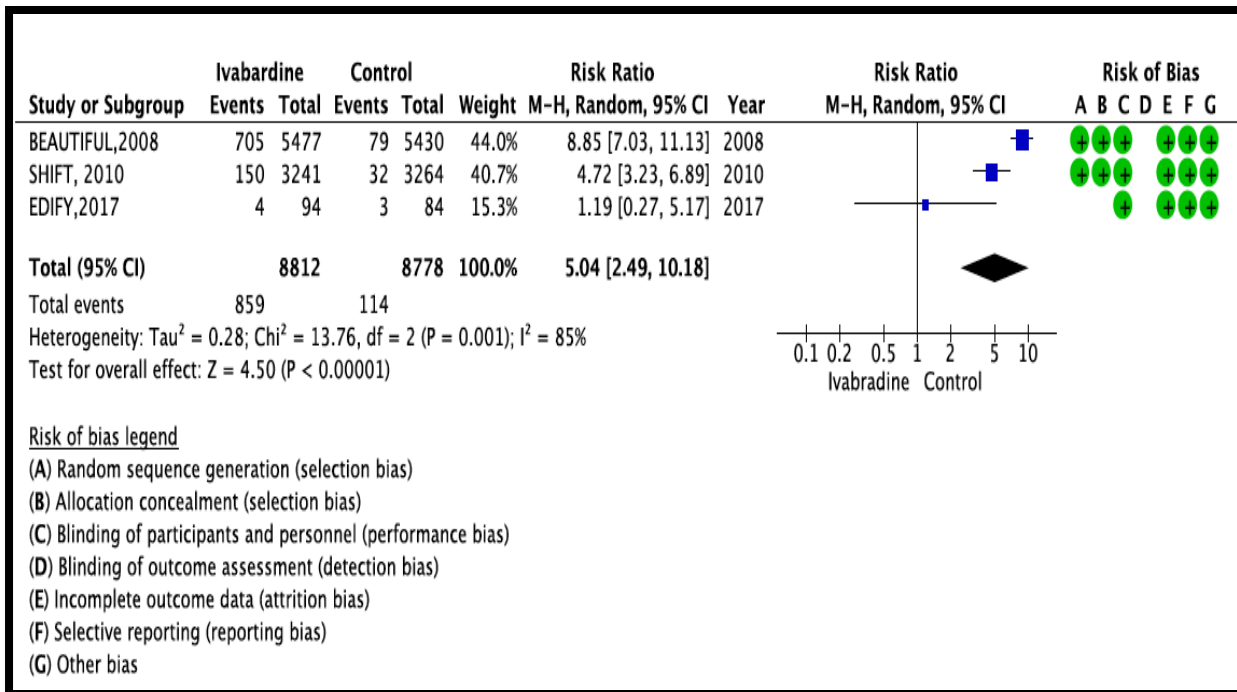 Ivabardine Control Risk Ratio Risk Ratio Risk of Bias
Study or Subgroup Events Total Events Total Weight M-H, Random, 95% CI Year M-H, Random, 95% CI A B C D E F G
BEAUTIFUL,2008 705 5477 79 5430 44.0% 8.85 [7.03, 11.13] 2008 + + + + + +
SHIFT, 2010 150 3241 32 3264 40.7% 4.72 [3.23, 6.89] 2010 + + + + + +
EDIFY,2017 4 94 3 84 15.3% 1.19 [0.27, 5.17] 2017 + + + +
Total (95% CI) 8812 8778 100.0% 5.04 [2.49, 10.18]
Total events 859 114
Heterogeneity: Tau² = 0.28; Chi² = 13.76, df = 2 (P = 0.001); I² = 85%
Test for overall effect: Z = 4.50 (P < 0.00001)
0.1 0.2 0.5 1 2 5 10
Ivabradine Control
Risk of bias legend
(A) Random sequence generation (selection bias)
(B) Allocation concealment (selection bias)
(C) Blinding of participants and personnel (performance bias)
(D) Blinding of outcome assessment (detection bias)
(E) Incomplete outcome data (attrition bias)
(F) Selective reporting (reporting bias)
(G) Other bias